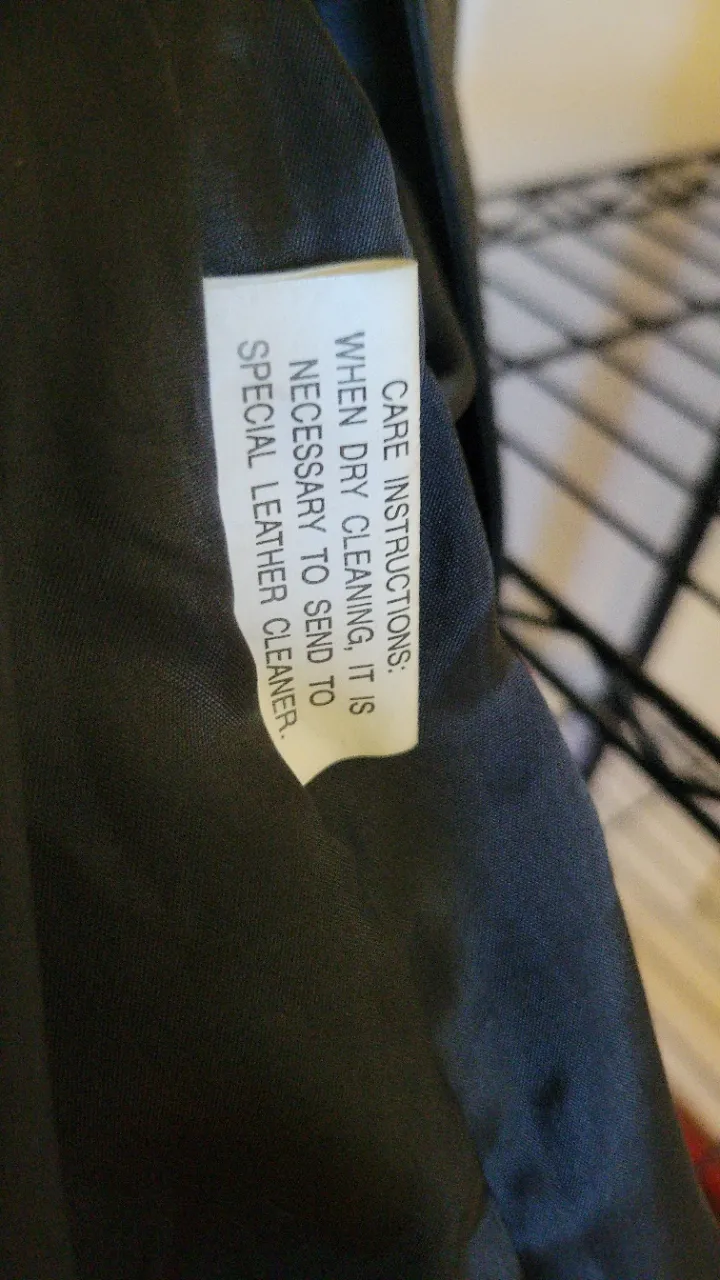 CARE INSTRUCTIONS:
WHEN DRY CLEANING, IT IS
NECESSARY TO SEND TO
SPECIAL LEATHER CLEANER.